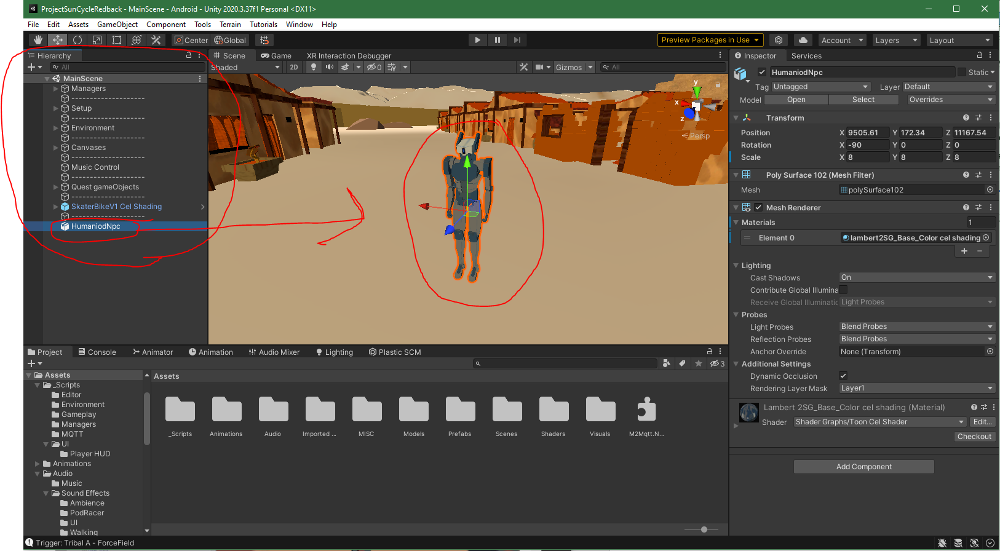 ProjectSunCycleRedback - MainScene - Android - Unity 2020.3.37f1 Personal <DX11>
File Edit Assets GameObject Component Tools Terrain Tutorials Window Help
Center Global Preview Packages in Use Account Layers Layout
Hierarchy
All
MainScene
Managers
--------------------
Setup
--------------------
Environment
--------------------
Canvases
--------------------
Music Control
--------------------
Quest gameObjects
--------------------
SkaterBikeV1 Cel Shading
--------------------
HumaniodNpc
Scene Game XR Interaction Debugger
Shaded 2D 0 Gizmos All
y
x
z
Persp
Inspector Services
HumaniodNpc Static
Tag Untagged Layer Default
Model Open Select Overrides
Transform
Position X 9505.61 Y 172.34 Z 11167.54
Rotation X -90 Y 0 Z 0
Scale X 8 Y 8 Z 8
Poly Surface 102 (Mesh Filter)
Mesh polySurface102
Mesh Renderer
Materials 1
Element 0 lambert2SG_Base_Color cel shading
Lighting
Cast Shadows On
Contribute Global Illumina
Receive Global Illuminatic Light Probes
Probes
Light Probes Blend Probes
Reflection Probes Blend Probes
Anchor Override None (Transform)
Additional Settings
Dynamic Occlusion
Rendering Layer Mask Layer1
Lambert 2SG_Base_Color cel shading (Material)
Shader Shader Graphs/Toon Cel Shader Edit...
Checkout
Add Component
Project Console Animator Animation Audio Mixer Lighting Plastic SCM
3
Assets
_Scripts
Editor
Environment
Gameplay
Managers
MQTT
UI
Player HUD
Animations
Audio
Music
Sound Effects
Ambience
PodRacer
UI
Walking
Assets
_Scripts Animations Audio Imported ... MISC Models Prefabs Scenes Shaders Visuals M2Mqtt.N...
Trigger: Tribal A - ForceField